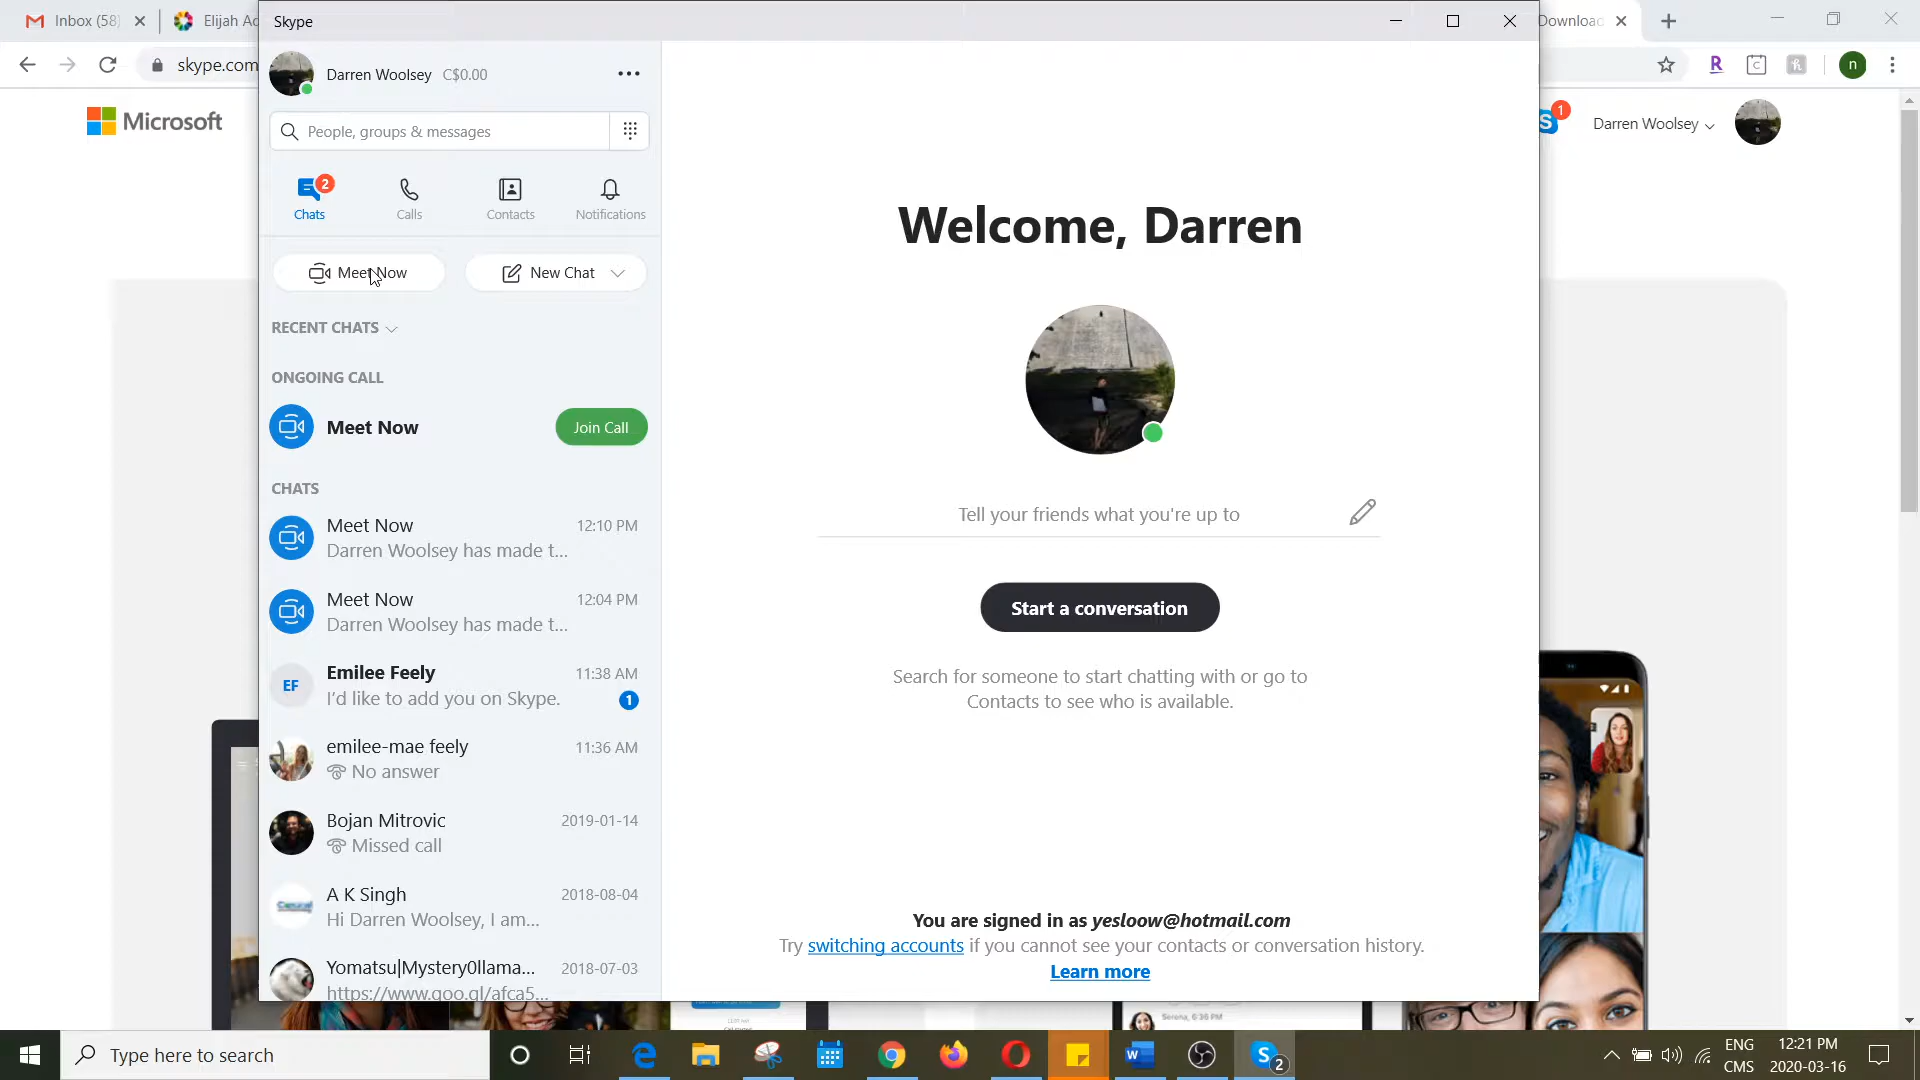 Inbox (58)
Elijah Ad
Download
skype.com
Microsoft
Darren Woolsey
1
Skype
Darren Woolsey C$0.00
People, groups & messages
2
Chats
Calls
Contacts
Notifications
Meet Now
New Chat
RECENT CHATS
ONGOING CALL
Meet Now
Join Call
CHATS
Meet Now 12:10 PM
Darren Woolsey has made t...
Meet Now 12:04 PM
Darren Woolsey has made t...
EF
Emilee Feely 11:38 AM
I'd like to add you on Skype. 1
emilee-mae feely 11:36 AM
No answer
Bojan Mitrovic 2019-01-14
Missed call
A K Singh 2018-08-04
Hi Darren Woolsey, I am...
Yomatsu|Mystery0llama... 2018-07-03
https://www.goo.gl/afca5...
Welcome, Darren
Tell your friends what you're up to
Start a conversation
Search for someone to start chatting with or go to
Contacts to see who is available.
You are signed in as yesloow@hotmail.com
Try switching accounts if you cannot see your contacts or conversation history.
Learn more
Serena, 6:36 PM
Type here to search
2
ENG
CMS
12:21 PM
2020-03-16